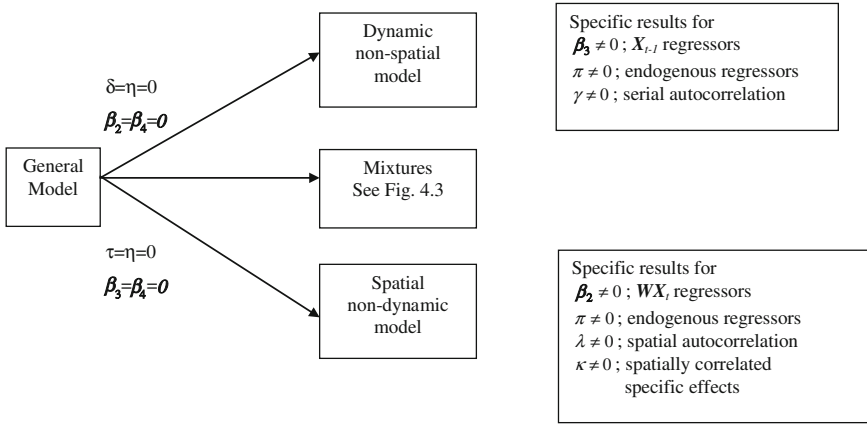 General
Model
δ=η=0
β₂=β₄=0
τ=η=0
β₃=β₄=0
Dynamic
non-spatial
model
Mixtures
See Fig. 4.3
Spatial
non-dynamic
model
Specific results for
β₃ ≠ 0 ; Xₜ₋₁ regressors
π ≠ 0 ; endogenous regressors
γ ≠ 0 ; serial autocorrelation
Specific results for
β₂ ≠ 0 ; WXₜ regressors
π ≠ 0 ; endogenous regressors
λ ≠ 0 ; spatial autocorrelation
κ ≠ 0 ; spatially correlated
specific effects